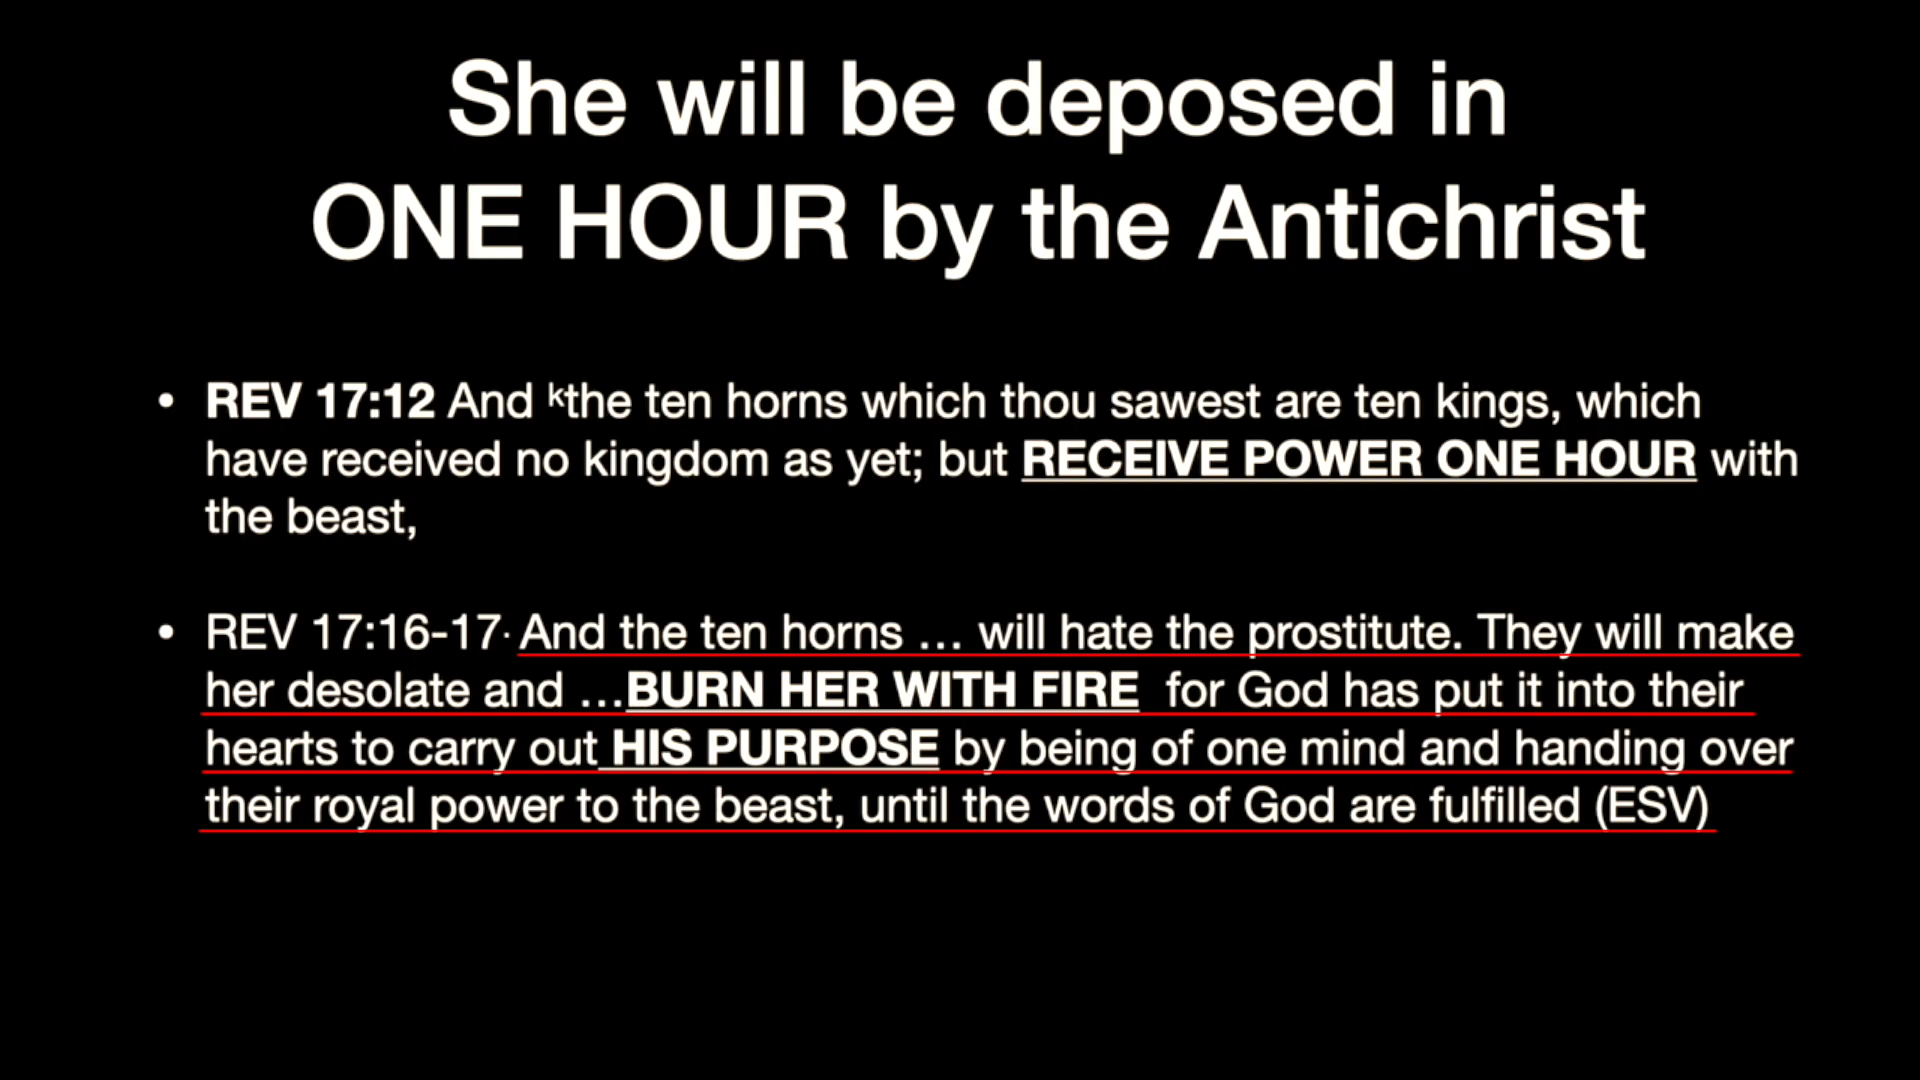 She will be deposed in
ONE HOUR by the Antichrist
• REV 17:12 And ᵏthe ten horns which thou sawest are ten kings, which
have received no kingdom as yet; but RECEIVE POWER ONE HOUR with
the beast,
• REV 17:16-17· And the ten horns … will hate the prostitute. They will make
her desolate and …BURN HER WITH FIRE for God has put it into their
hearts to carry out HIS PURPOSE by being of one mind and handing over
their royal power to the beast, until the words of God are fulfilled (ESV)